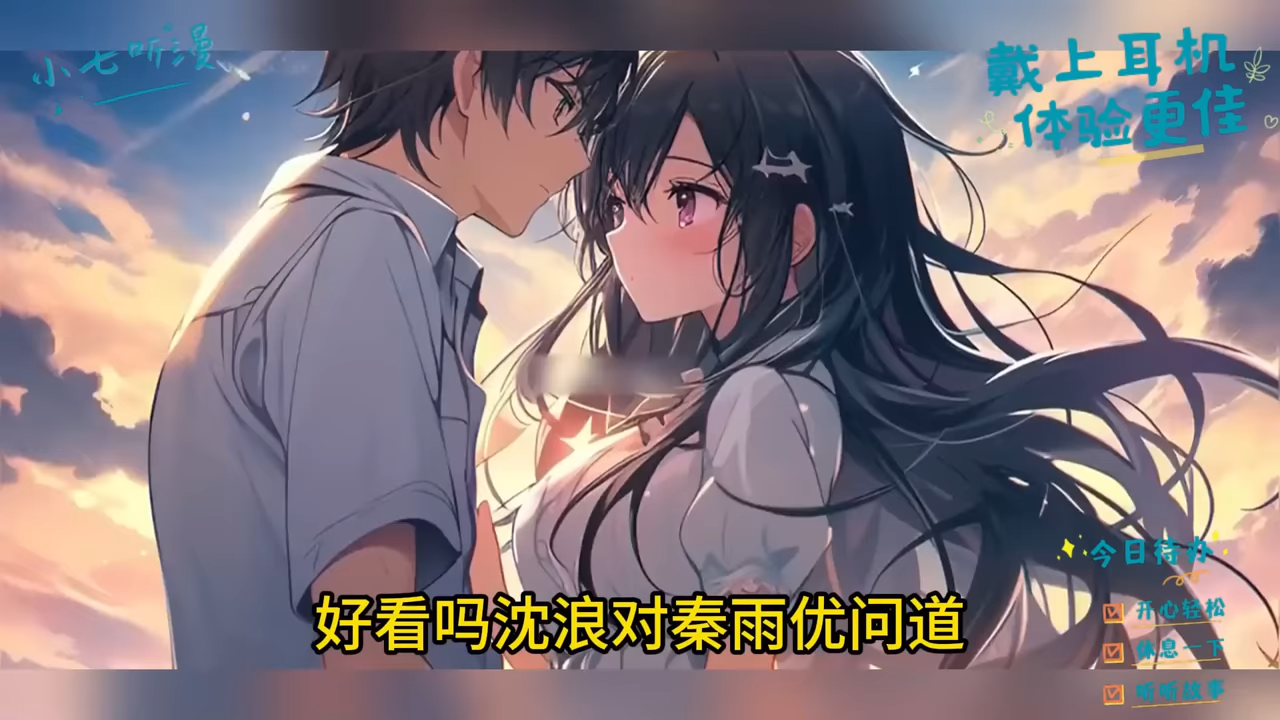 小七听漫
戴上耳机
体验更佳
今日待办
开心轻松
休息一下
听听故事
好看吗沈浪对秦雨优问道